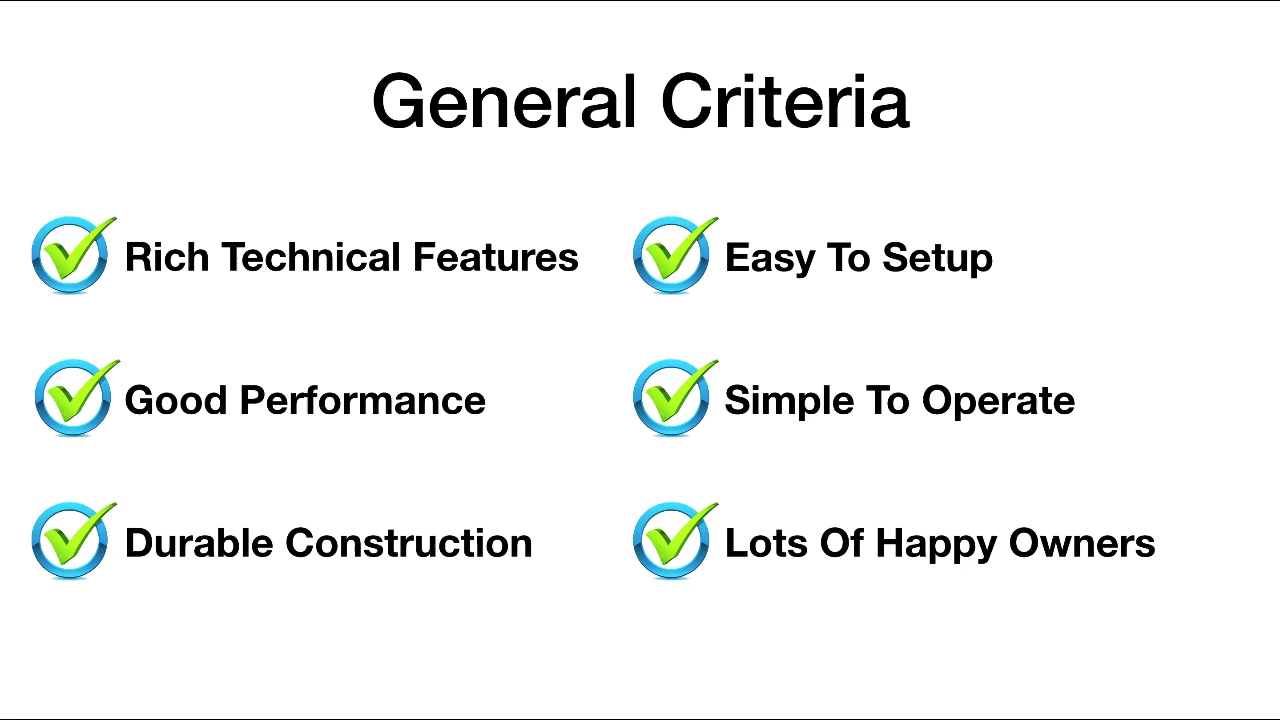 General Criteria
Rich Technical Features
Easy To Setup
Good Performance
Simple To Operate
Durable Construction
Lots Of Happy Owners